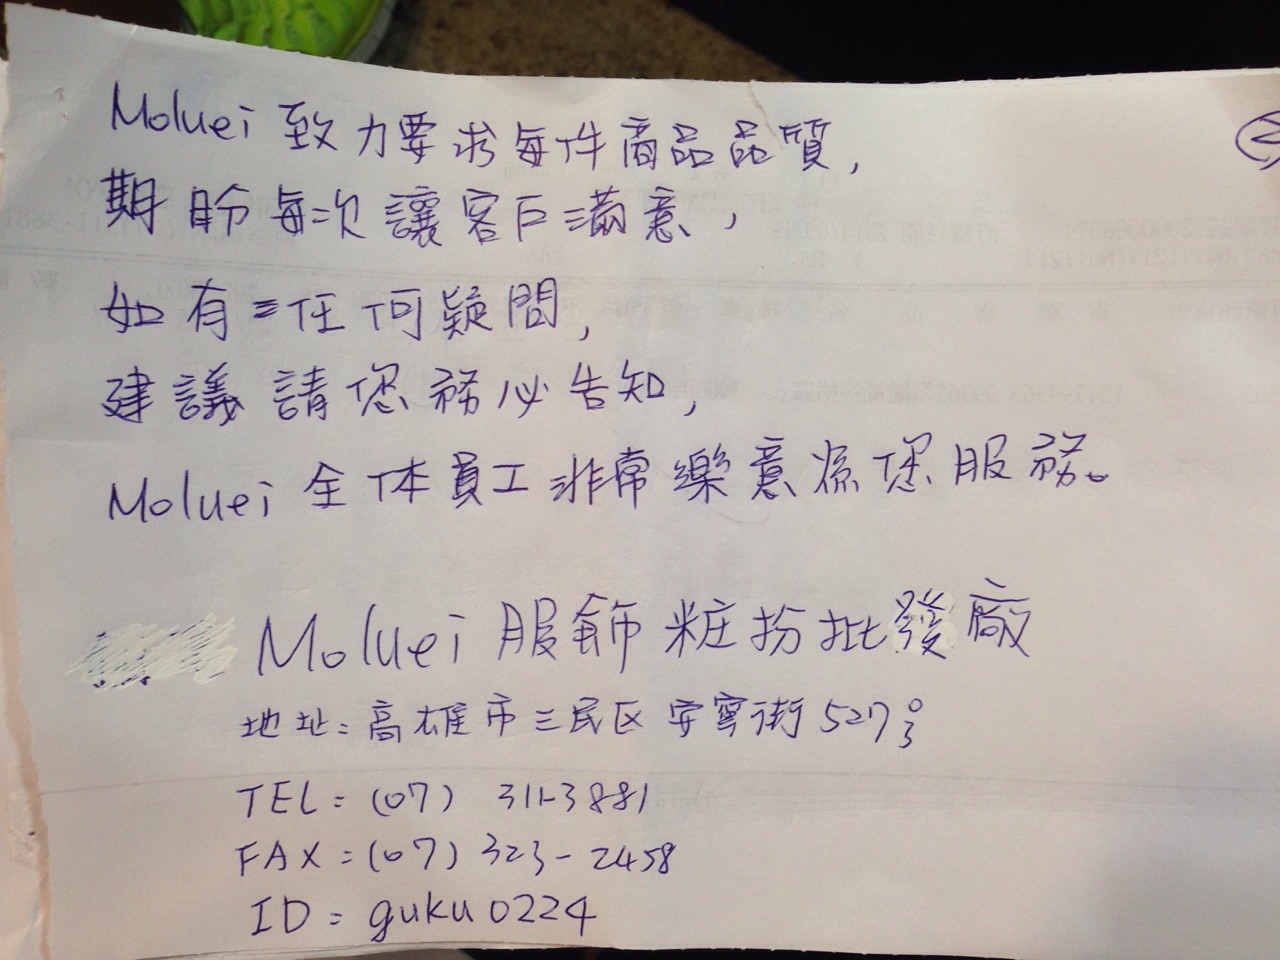 Moluei 致力要求每件商品品質,
期盼每次讓客戶滿意,
如有任何疑問,
建議請您務必告知,
Moluei 全体員工非常樂意為您服務。
Moluei 服飾粧扮批發廠
地址:高雄市三民区安寧街527号
TEL:(07) 311-3881
FAX:(07)323-2458
ID:guku0224